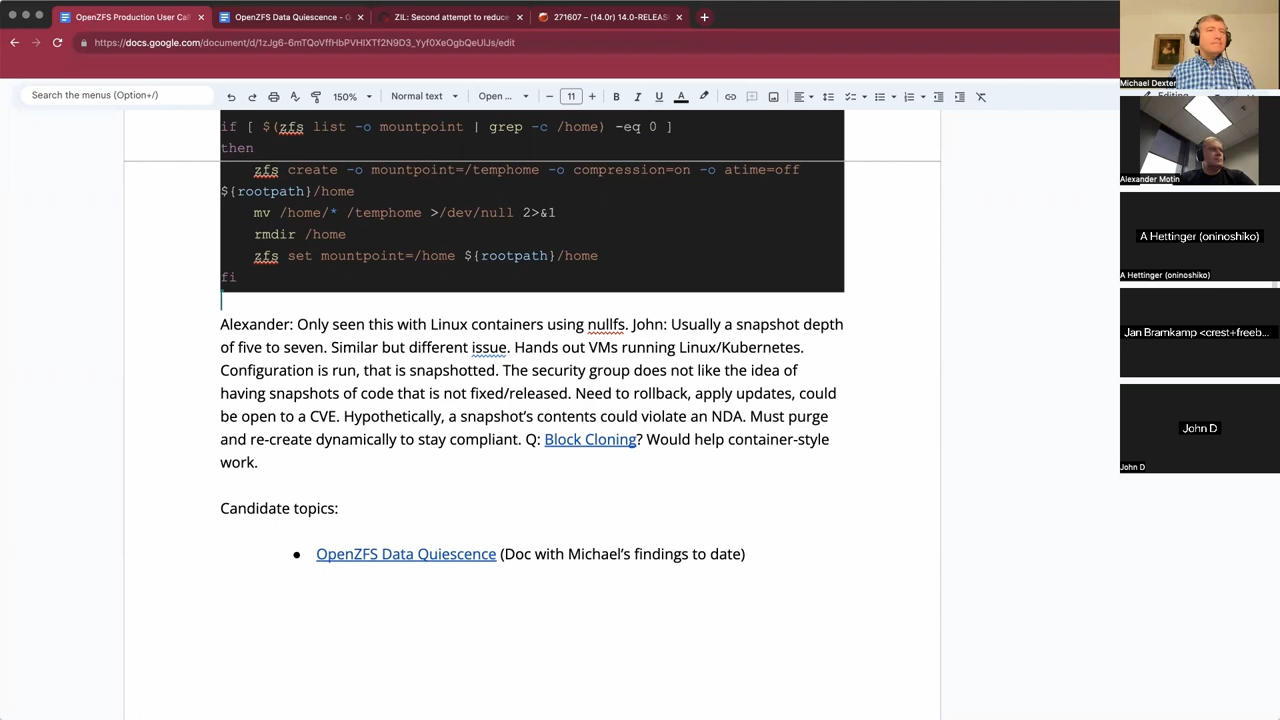 OpenZFS Production User Cal
OpenZFS Data Quiescence - G
ZIL: Second attempt to reduce
271607 – (14.0r) 14.0-RELEAS
https://docs.google.com/document/d/1zJg6-6mTQoVffHbPVHIXTf2N9D3_Yyf0XeOgbQeUIJs/edit
Search the menus (Option+/)
150%
Normal text
Open ...
11
Editing
if [ $(zfs list -o mountpoint | grep -c /home) -eq 0 ]
then
zfs create -o mountpoint=/temphome -o compression=on -o atime=off
${rootpath}/home
mv /home/* /temphome >/dev/null 2>&1
rmdir /home
zfs set mountpoint=/home ${rootpath}/home
fi
Alexander: Only seen this with Linux containers using nullfs. John: Usually a snapshot depth
of five to seven. Similar but different issue. Hands out VMs running Linux/Kubernetes.
Configuration is run, that is snapshotted. The security group does not like the idea of
having snapshots of code that is not fixed/released. Need to rollback, apply updates, could
be open to a CVE. Hypothetically, a snapshot's contents could violate an NDA. Must purge
and re-create dynamically to stay compliant. Q: Block Cloning? Would help container-style
work.
Candidate topics:
● OpenZFS Data Quiescence (Doc with Michael's findings to date)
Michael Dexter
Alexander Motin
A Hettinger (oninoshiko)
A Hettinger (oninoshiko)
Jan Bramkamp <crest+freeb...
John D
John D